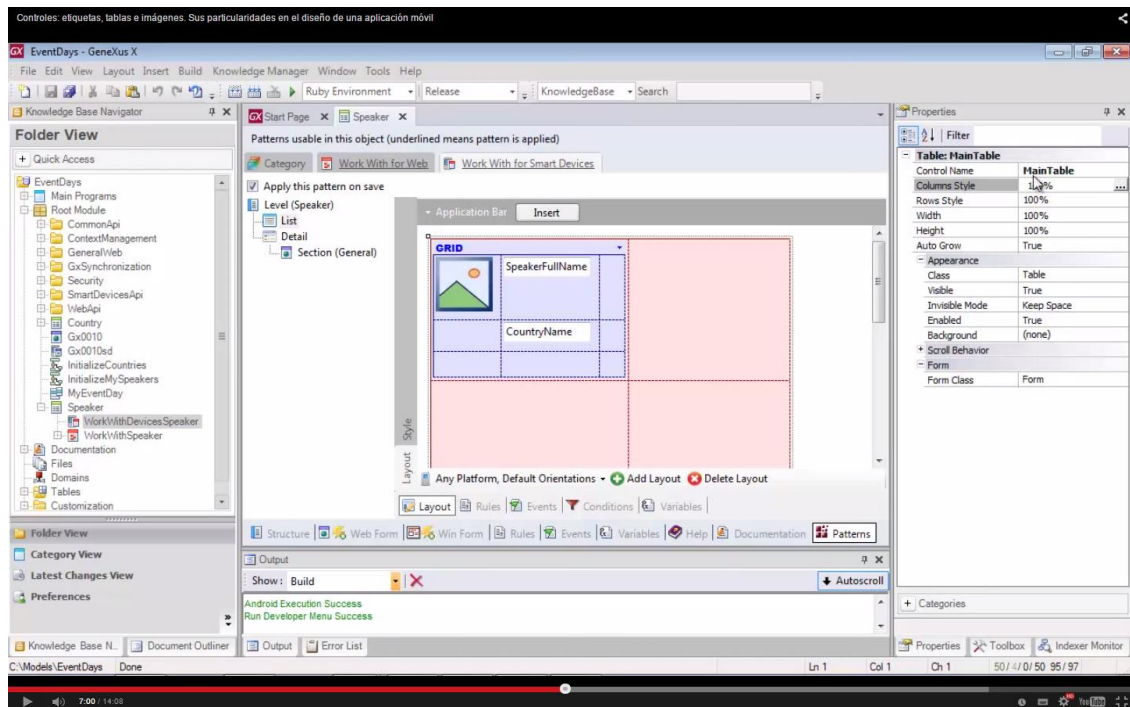 Controles: etiquetas, tablas e imágenes. Sus particularidades en el diseño de una aplicación móvil
GX EventDays - GeneXus X
File Edit View Layout Insert Build Knowledge Manager Window Tools Help
Ruby Environment Release KnowledgeBase Search
Knowledge Base Navigator
Folder View
+ Quick Access
EventDays
Main Programs
Root Module
CommonApi
ContextManagement
GeneralWeb
GxSynchronization
Security
SmartDevicesApi
WebApi
Country
Gx0010
Gx0010sd
InitializeCountries
InitializeMySpeakers
MyEventDay
Speaker
WorkWithDevicesSpeaker
WorkWithSpeaker
Documentation
Files
Domains
Tables
Customization
Folder View
Category View
Latest Changes View
Preferences
Knowledge Base N... Document Outliner
GX Start Page Speaker
Patterns usable in this object (underlined means pattern is applied)
Category Work With for Web Work With for Smart Devices
Apply this pattern on save
Level (Speaker)
List
Detail
Section (General)
Application Bar Insert
GRID
SpeakerFullName
CountryName
Style
Layout
Any Platform, Default Orientations Add Layout Delete Layout
Layout Rules Events Conditions Variables
Structure Web Form Win Form Rules Events Variables Help Documentation Patterns
Output
Show: Build Autoscroll
Android Execution Success
Run Developer Menu Success
Output Error List
Properties
Filter
Table: MainTable
Control Name MainTable
Columns Style
Rows Style 100%
Width 100%
Height 100%
Auto Grow True
Appearance
Class Table
Visible True
Invisible Mode Keep Space
Enabled True
Background (none)
+ Scroll Behavior
Form
Form Class Form
+ Categories
Properties Toolbox Indexer Monitor
C:\Models\EventDays Done Ln 1 Col 1 Ch 1 50/4/0/50 95/97
7:00 / 14:08
YouTube